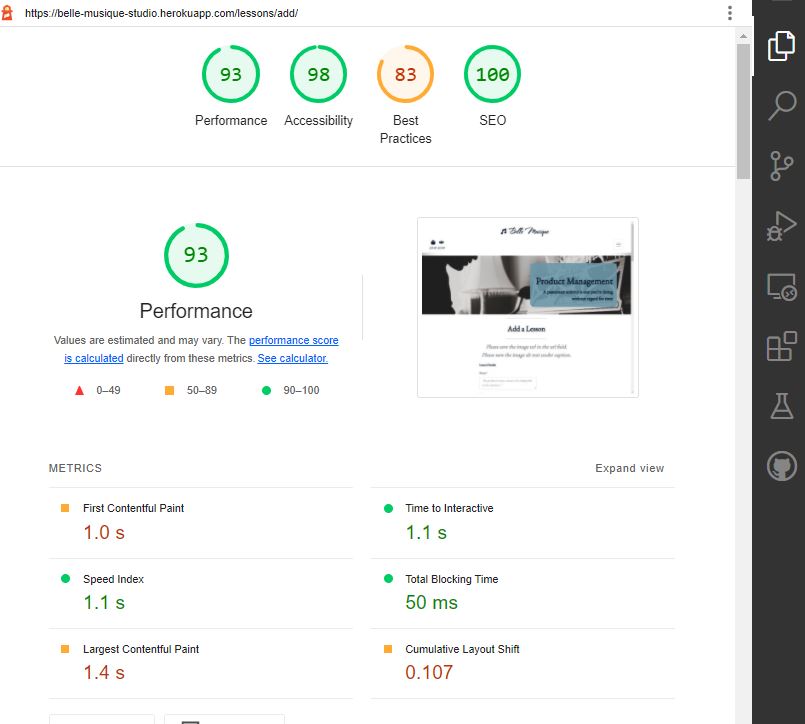 https://belle-musique-studio.herokuapp.com/lessons/add/
93
98
83
100
Performance
Accessibility
Best
Practices
SEO
93
Performance
Values are estimated and may vary. The performance score
is calculated directly from these metrics. See calculator.
0–49
50–89
90–100
Belle Musique
Product Management
Add a Lesson
METRICS
Expand view
First Contentful Paint
1.0 s
Time to Interactive
1.1 s
Speed Index
1.1 s
Total Blocking Time
50 ms
Largest Contentful Paint
1.4 s
Cumulative Layout Shift
0.107